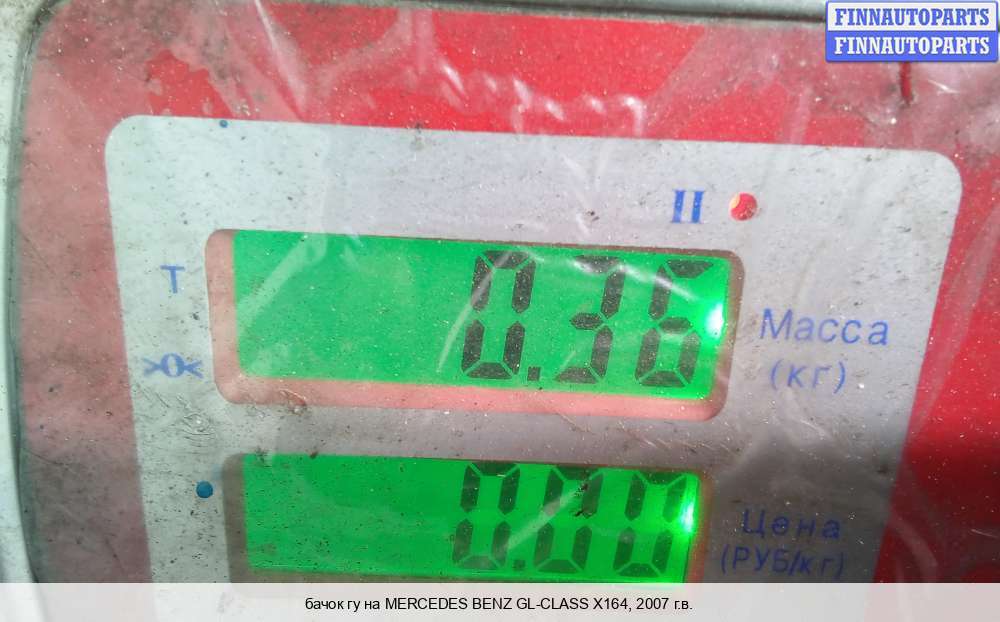 FINNAUTOPARTS
FINNAUTOPARTS
II
T
0.36
Масса
(кг)
>0<
0.00
Цена
(РУБ/кг)
бачок гу на MERCEDES BENZ GL-CLASS X164, 2007 г.в.